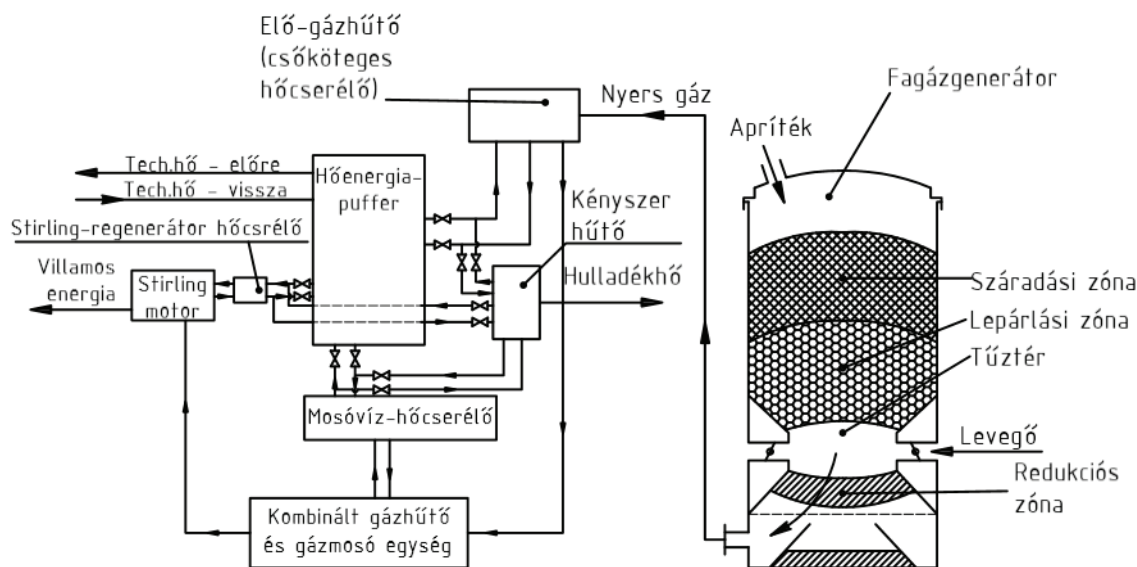 Elő-gázhűtő
(csőköteges
hőcserélő)
Nyers gáz
Fagázgenerátor
Apríték
Tech.hő - előre
Tech.hő - vissza
Hőenergia-
puffer
Kényszer
hűtő
Stirling-regenerátor hőcsrélő
Villamos
energia
Stirling
motor
Hulladékhő
Száradási zóna
Lepárlási zóna
Tűztér
Mosóvíz-hőcserélő
Levegő
Redukciós
zóna
Kombinált gázhűtő
és gázmosó egység